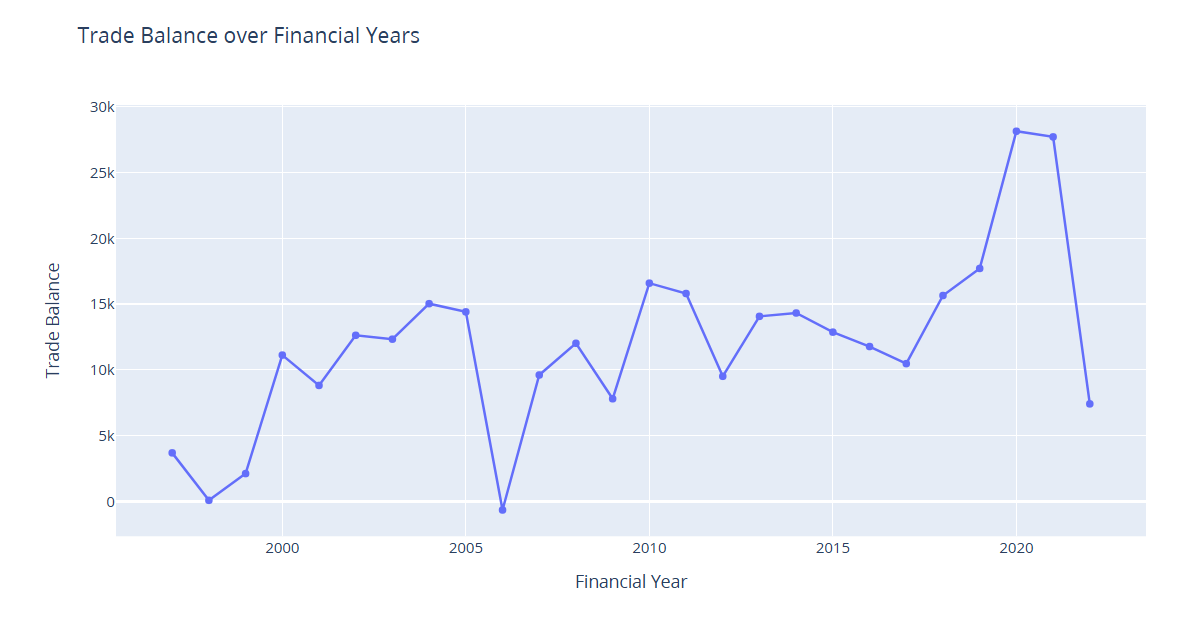 Trade Balance over Financial Years
30k
25k
20k
15k
10k
5k
0
Trade Balance
2000 2005 2010 2015 2020
Financial Year